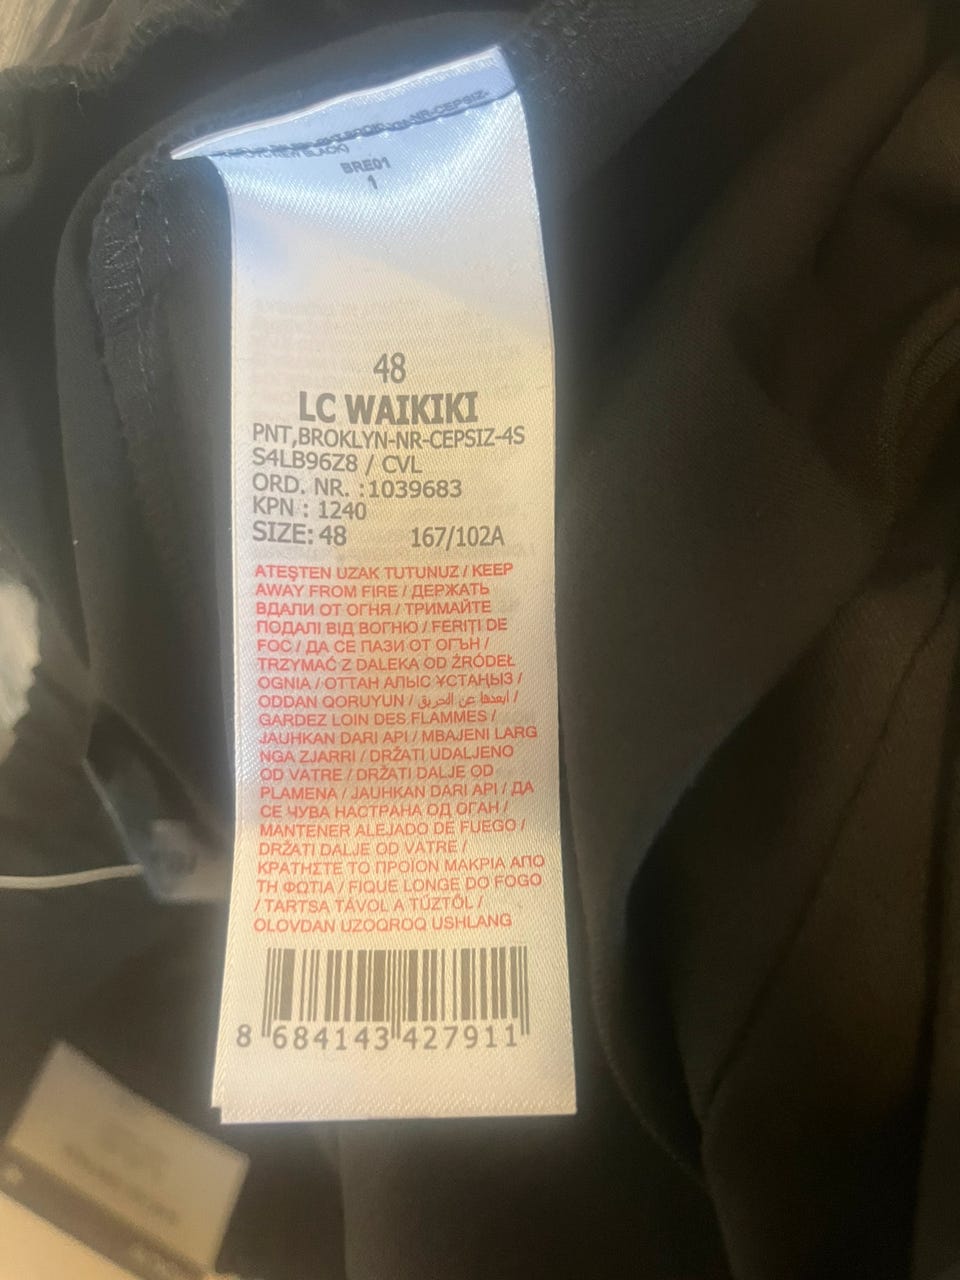 NR-CEPSIZ-
BLACK)
BRE01
1
48
LC WAIKIKI
PNT,BROKLYN-NR-CEPSIZ-4S
S4LB96Z8 / CVL
ORD. NR. :1039683
KPN : 1240
SIZE: 48 167/102A
ATEŞTEN UZAK TUTUNUZ / KEEP
AWAY FROM FIRE / ДЕРЖАТЬ
ВДАЛИ ОТ ОГНЯ / ТРИМАЙТЕ
ПОДАЛІ ВІД ВОГНЮ / FERIȚI DE
FOC / ДА СЕ ПАЗИ ОТ ОГЪН /
TRZYMAĆ Z DALEKA OD ŹRÓDEŁ
OGNIA / ОТТАН АЛЫС ҰСТАҢЫЗ /
ODDAN QORUYUN / ابعدها عن الحريق /
GARDEZ LOIN DES FLAMMES /
JAUHKAN DARI API / MBAJENI LARG
NGA ZJARRI / DRŽATI UDALJENO
OD VATRE / DRŽATI DALJE OD
PLAMENA / JAUHKAN DARI API / ДА
СЕ ЧУВА НАСТРАНА ОД ОГАН /
MANTENER ALEJADO DE FUEGO /
DRŽATI DALJE OD VATRE /
ΚΡΑΤΗΣΤΕ ΤΟ ΠΡΟΪΟΝ ΜΑΚΡΙΑ ΑΠΟ
ΤΗ ΦΩΤΙΑ / FIQUE LONGE DO FOGO
/ TARTSA TÁVOL A TŰZTŐL /
OLOVDAN UZOQROQ USHLANG
8 684143 427911